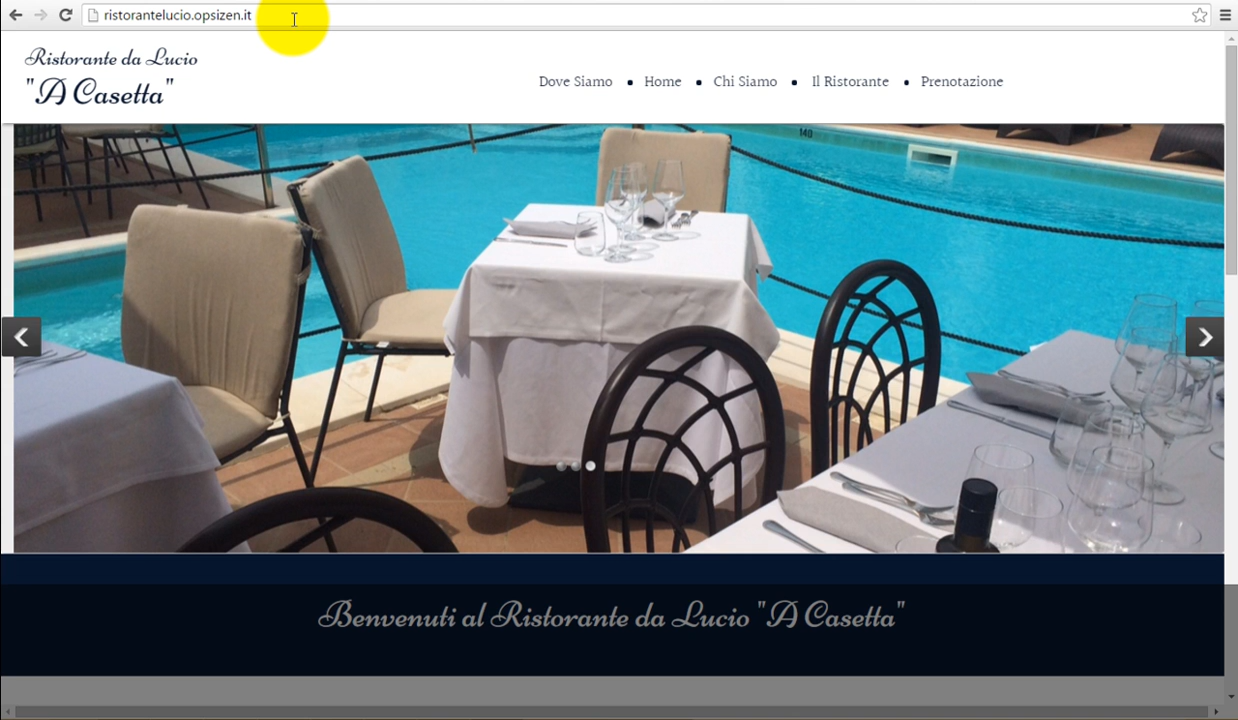 ristorantelucio.opsizen.it
Ristorante da Lucio
"A Casetta"
Dove Siamo • Home • Chi Siamo • Il Ristorante • Prenotazione
140
Benvenuti al Ristorante da Lucio "A Casetta"